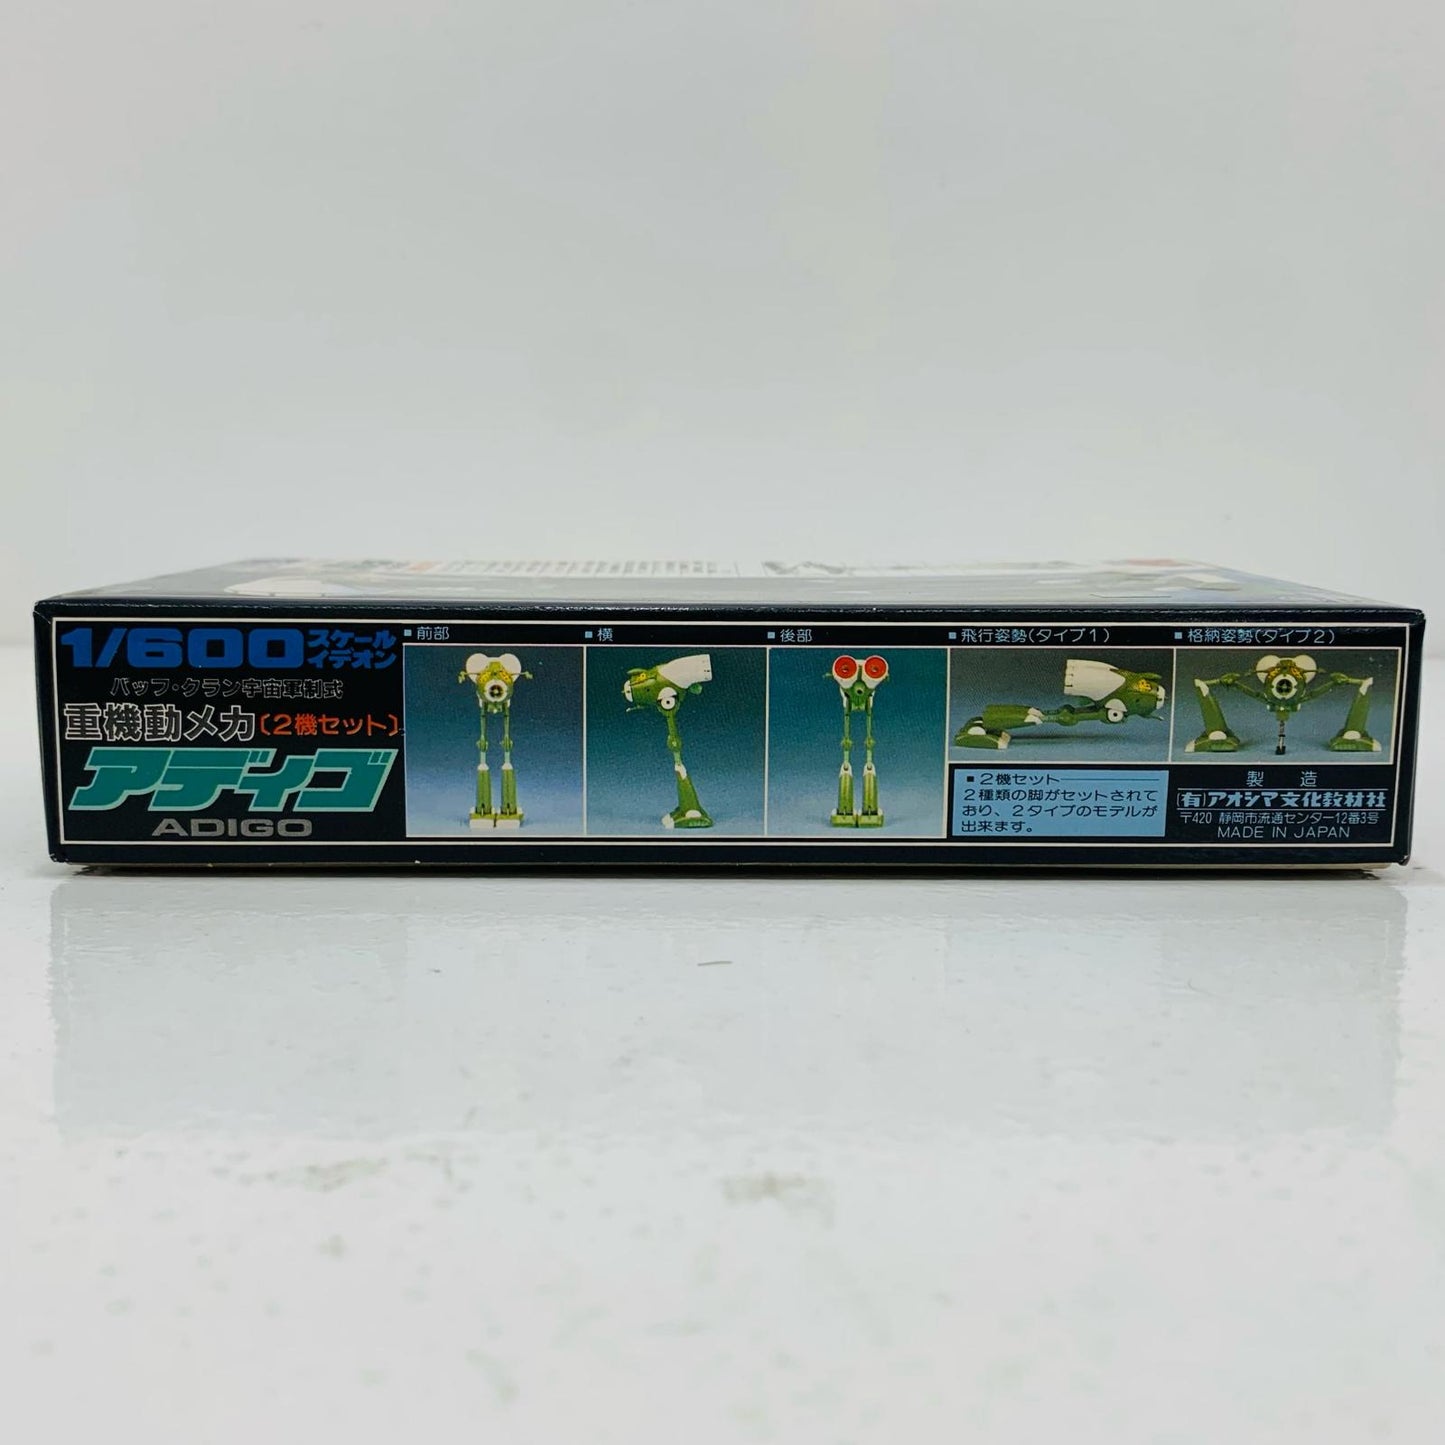 1/600スケール
イデオン
バッフ・クラン宇宙軍制式
重機動メカ〔2機セット〕
アディゴ
ADIGO
■前部
■横
■後部
■飛行姿勢(タイプ1)
■格納姿勢(タイプ2)
■2機セット
2種類の脚がセットされて
おり、2タイプのモデルが
出来ます。
製造
(有)アオシマ文化教材社
〒420 静岡市流通センター12番3号
MADE IN JAPAN